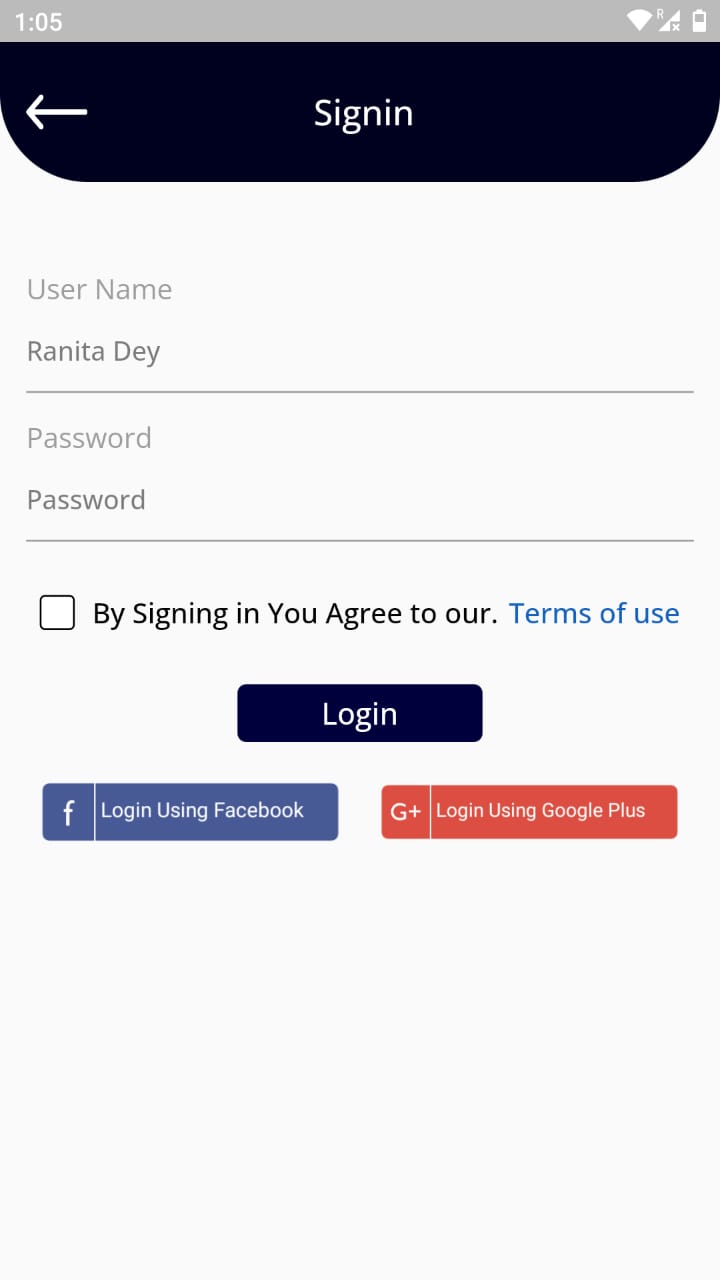 1:05
R
Signin
User Name
Ranita Dey
Password
Password
By Signing in You Agree to our. Terms of use
Login
f Login Using Facebook
G+ Login Using Google Plus